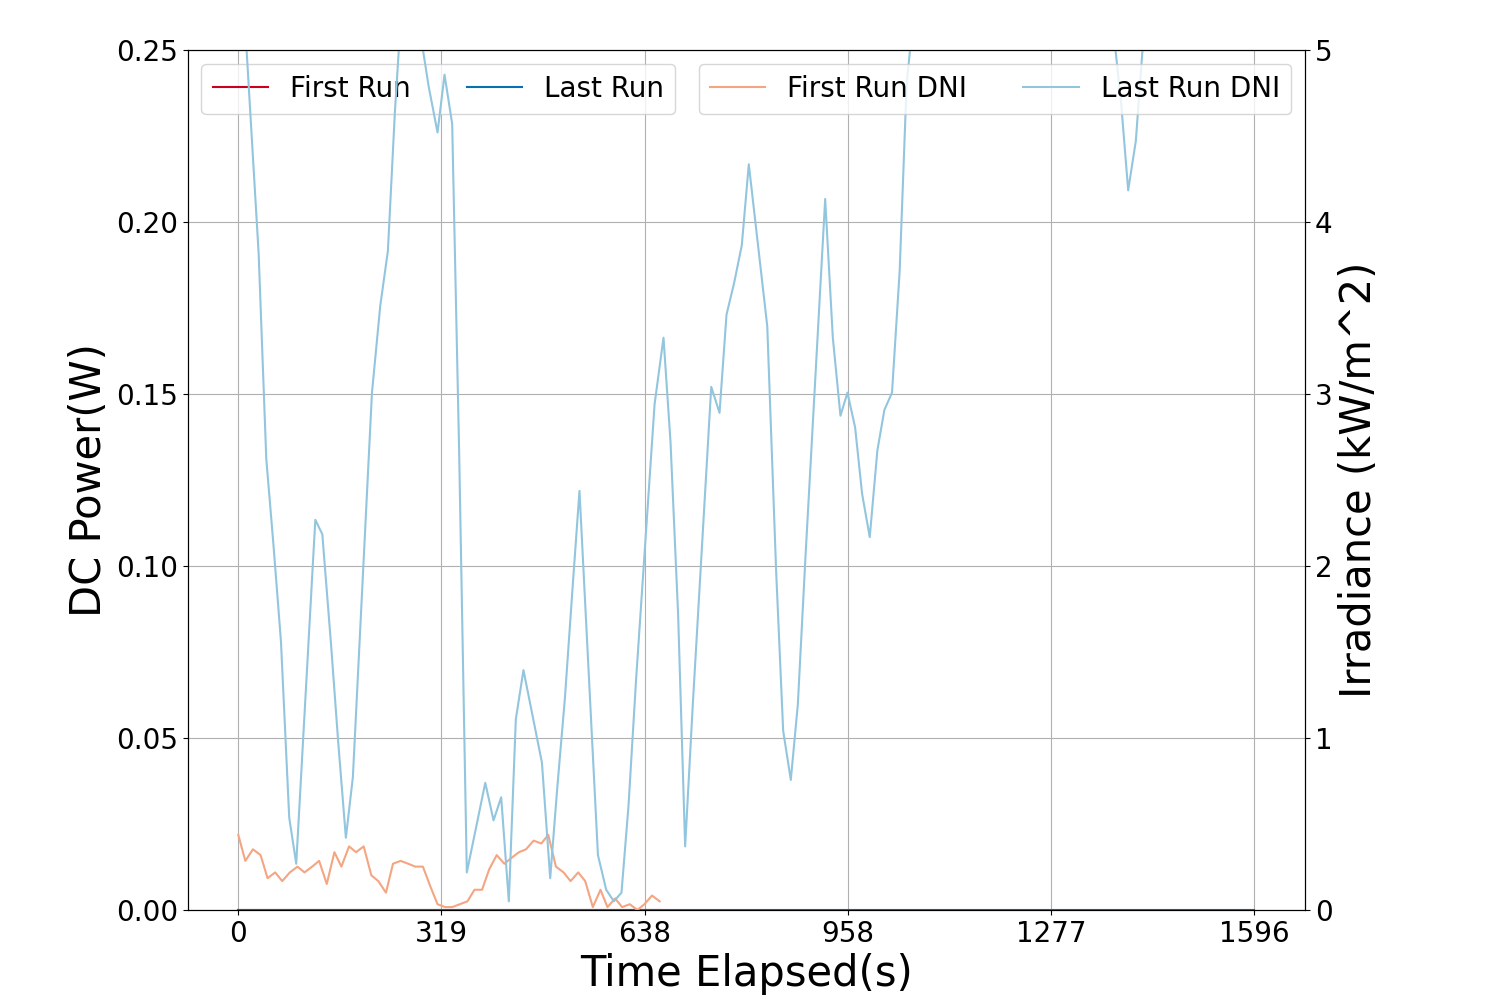 First Run
Last Run
First Run DNI
Last Run DNI
DC Power(W)
0.25
0.20
0.15
0.10
0.05
0.00
5
4
3
2
1
0
Irradiance (kW/m^2)
0 319 638 958 1277 1596
Time Elapsed(s)